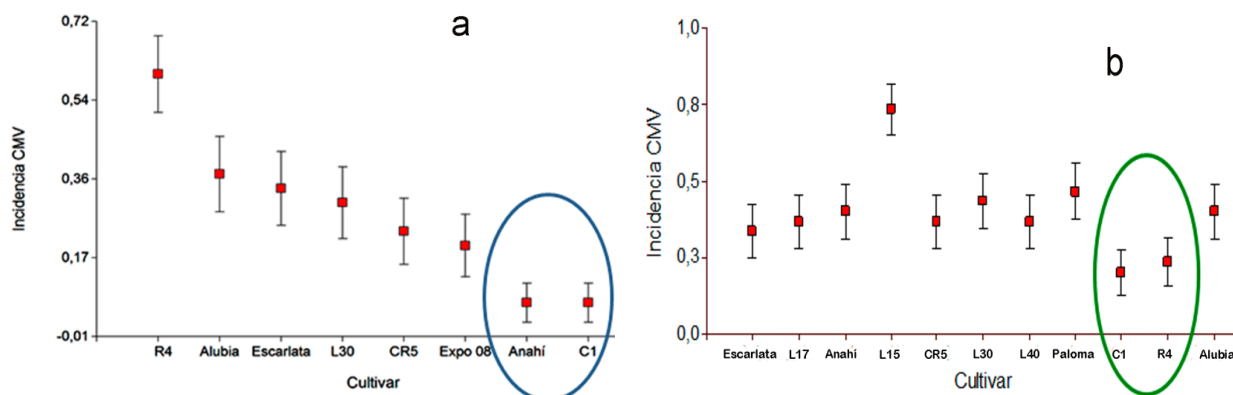 a
Incidencia CMV
0,72
0,54
0,36
0,17
-0,01
R4 Alubia Escarlata L30 CR5 Expo 08 Anahí C1
Cultivar
b
Incidencia CMV
1,0
0,8
0,5
0,3
0,0
Escarlata L17 Anahí L15 CR5 L30 L40 Paloma C1 R4 Alubia
Cultivar